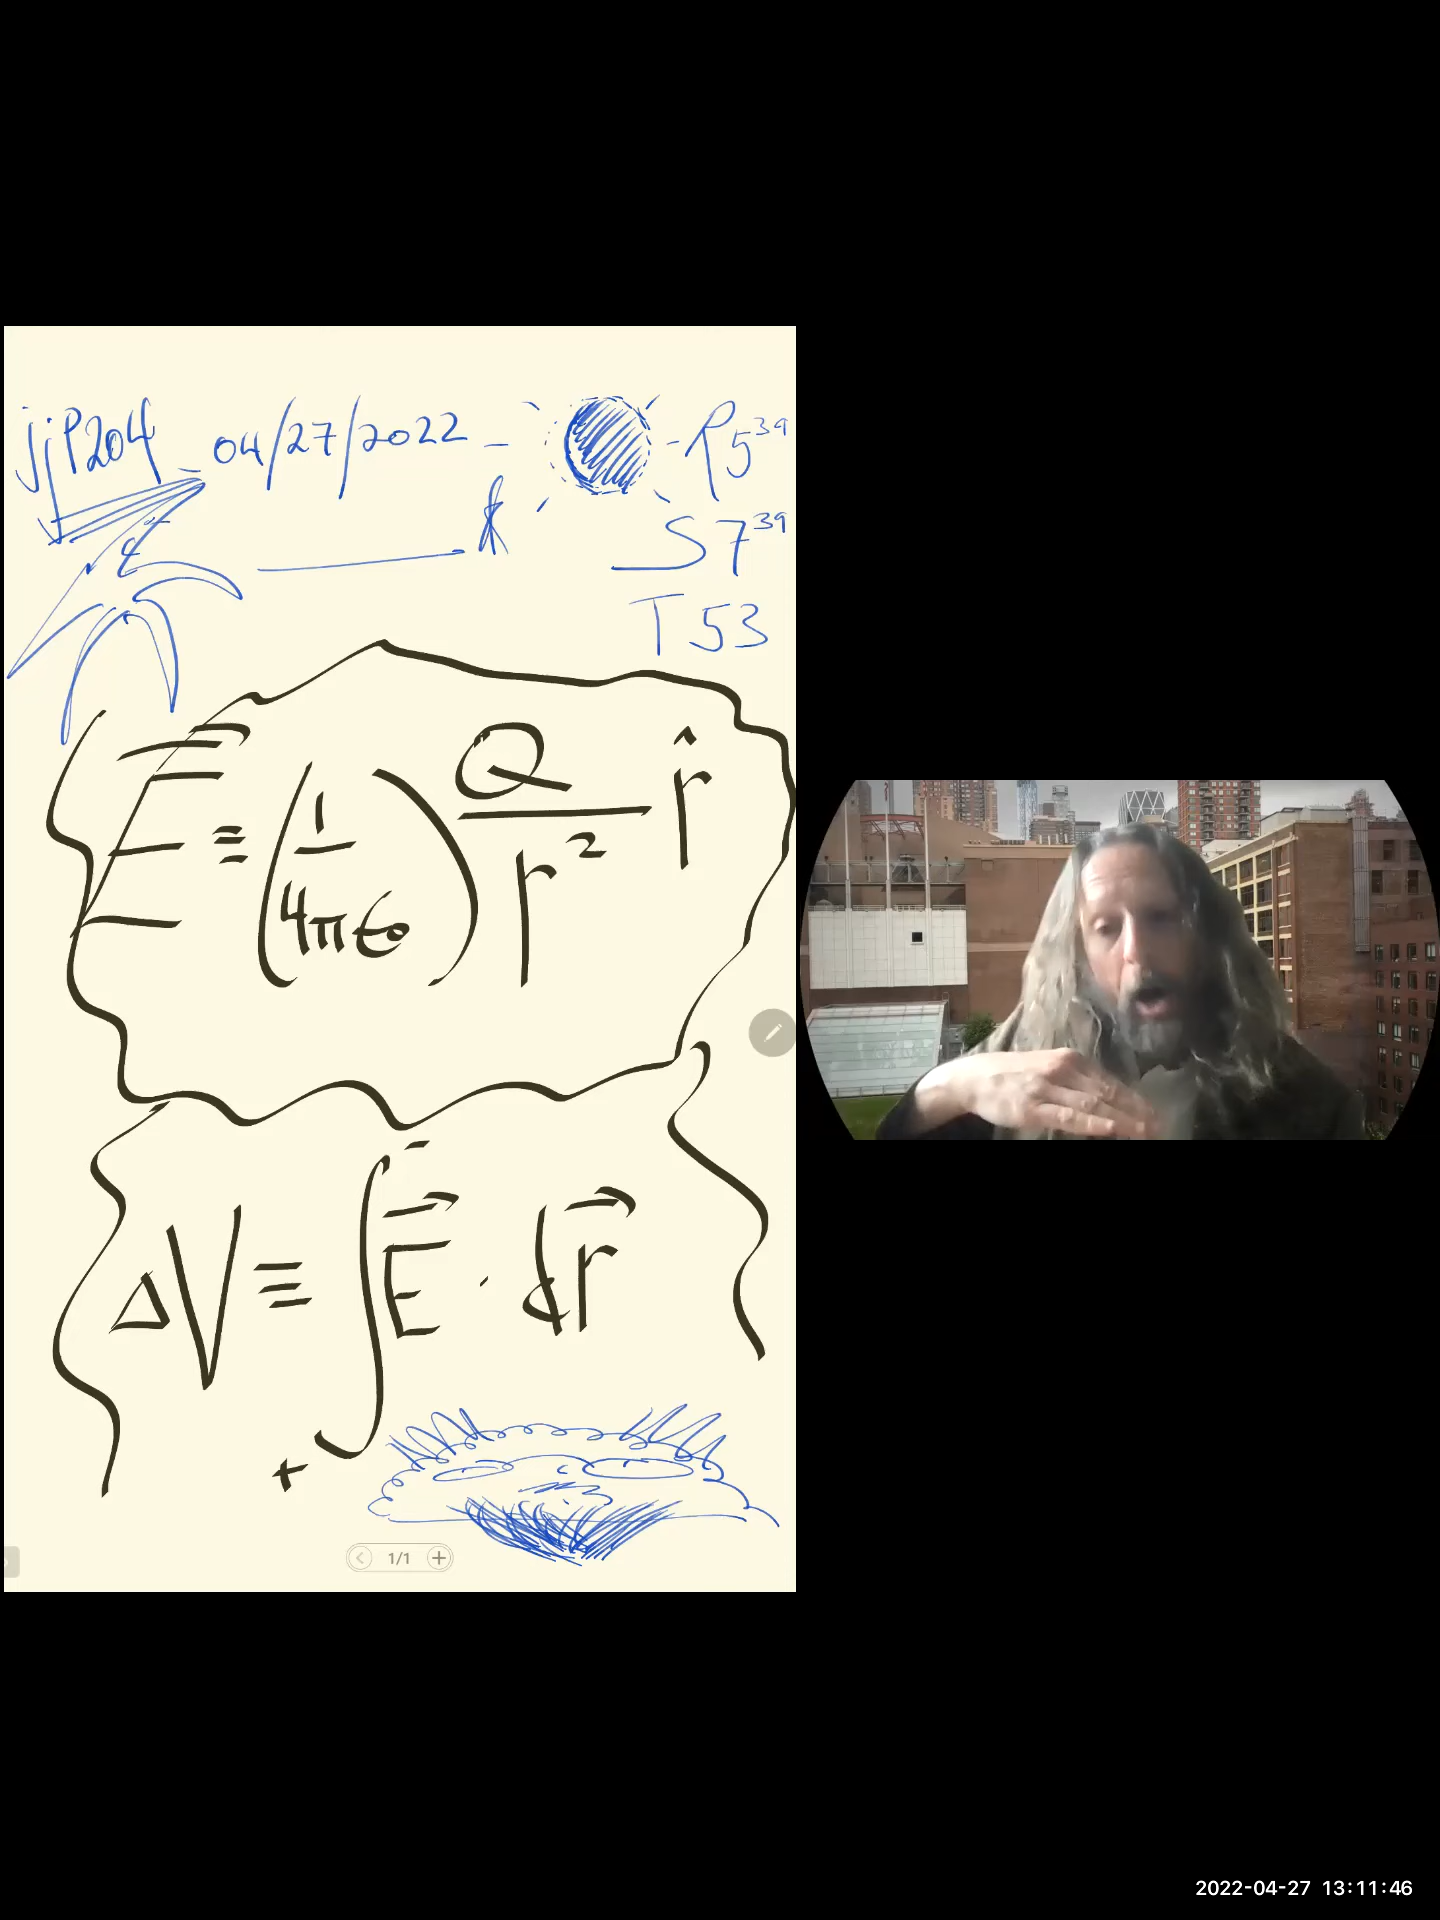 jjP204 04/27/2022 - R5³⁹
S7³⁹
T53
E⃗ = (1/4πε₀) Q/r² r̂
ΔV ≡ ∫₊⁻ E⃗ · dr⃗
1/1
2022-04-27 13:11:46